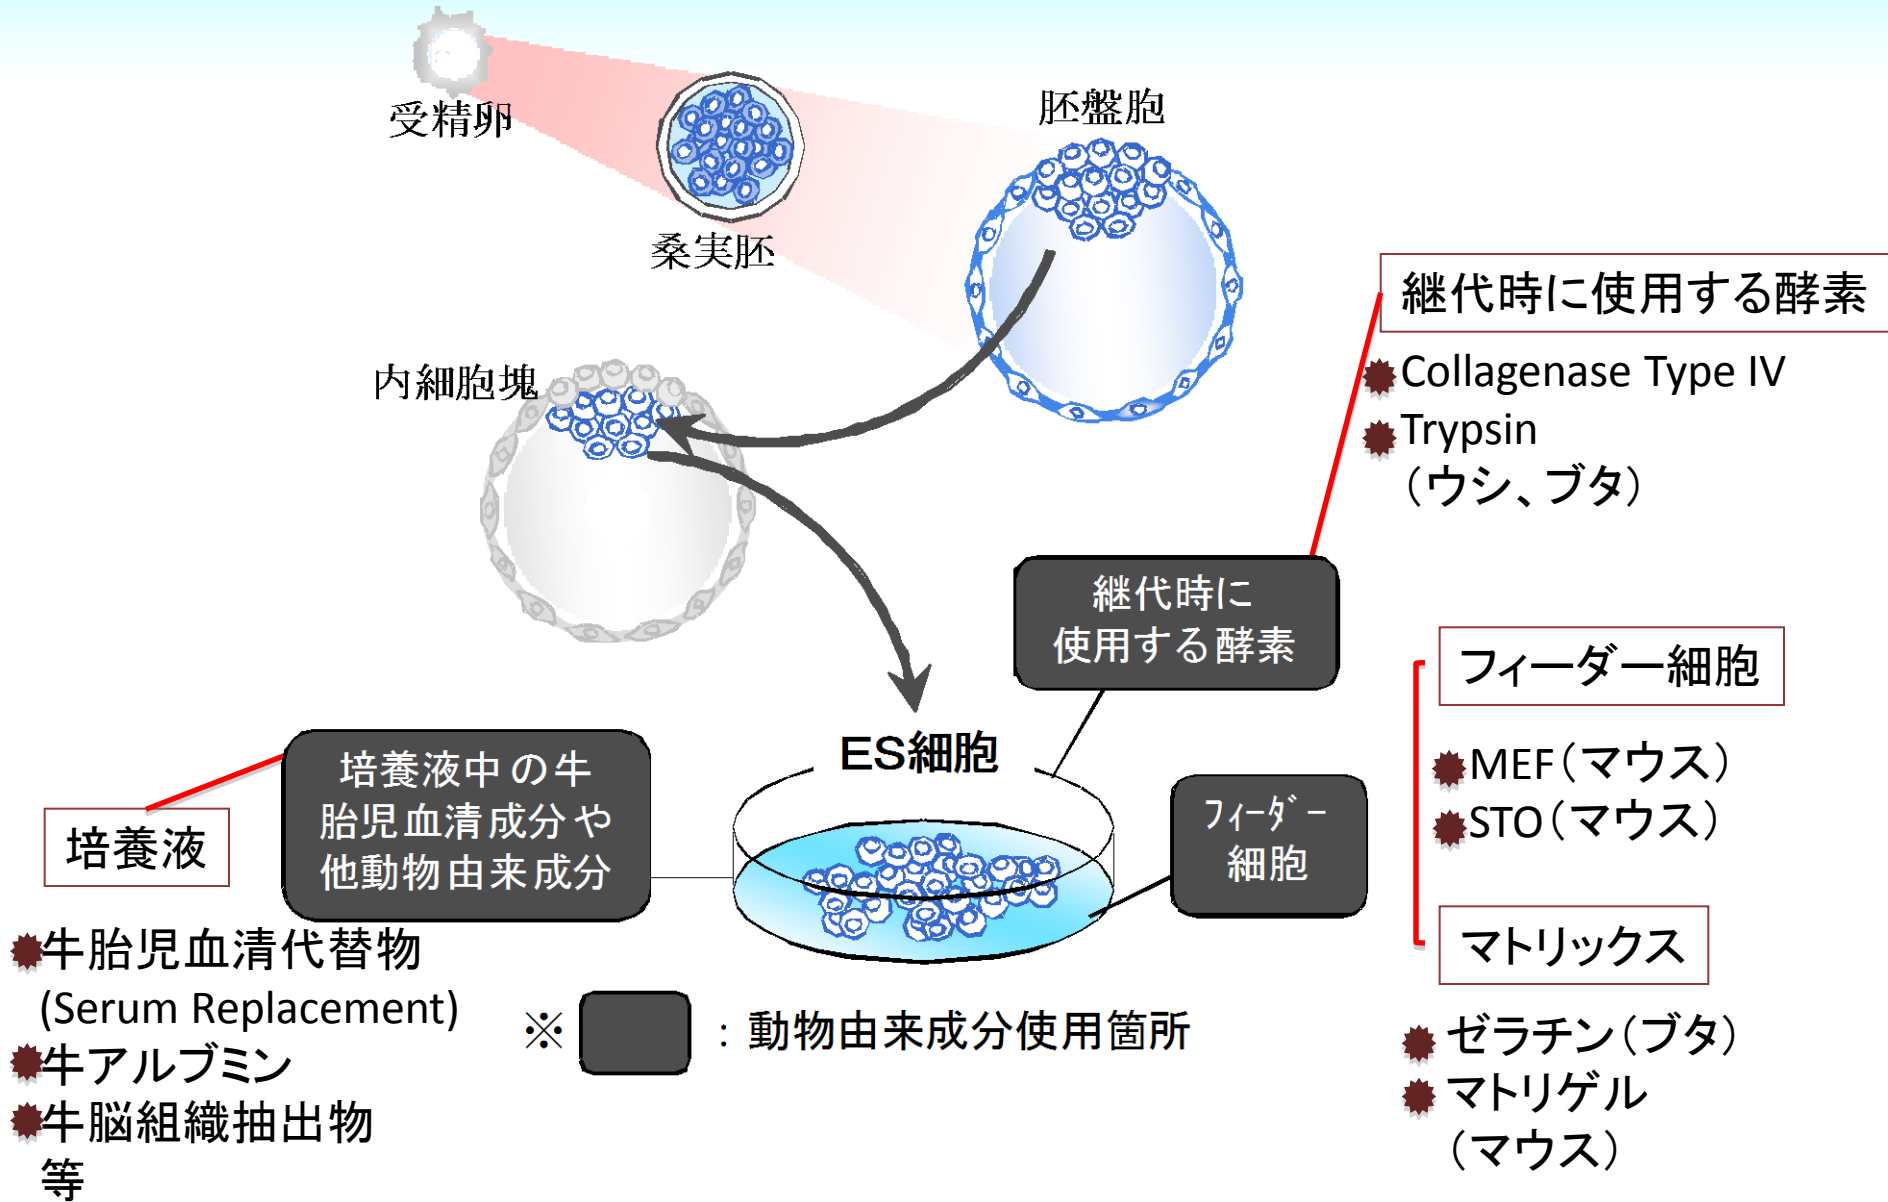 受精卵
桑実胚
胚盤胞
内細胞塊
継代時に使用する酵素
Collagenase Type IV
Trypsin
（ウシ、ブタ）
継代時に
使用する酵素
フィーダー細胞
MEF（マウス）
STO（マウス）
ES細胞
培養液中の牛
胎児血清成分や
他動物由来成分
フィーダー
細胞
培養液
牛胎児血清代替物
(Serum Replacement)
牛アルブミン
牛脳組織抽出物
等
マトリックス
ゼラチン（ブタ）
マトリゲル
（マウス）
※ ：動物由来成分使用箇所